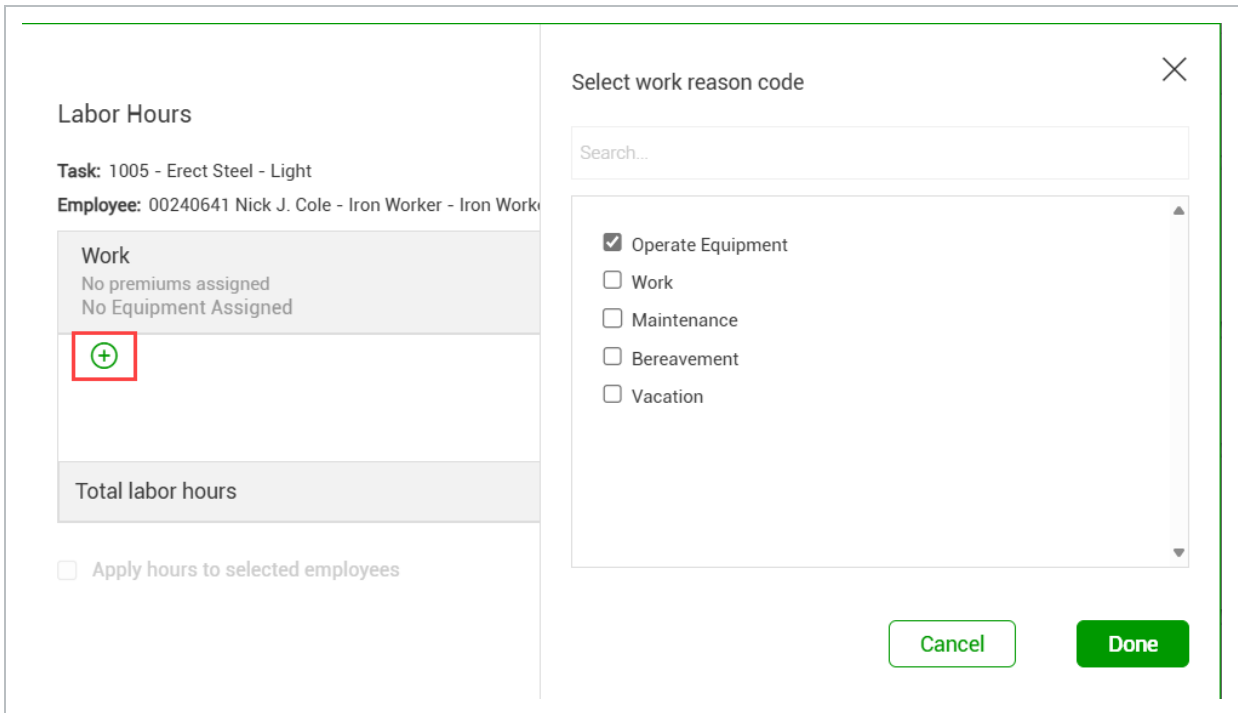 Labor Hours
Task: 1005 - Erect Steel - Light
Employee: 00240641 Nick J. Cole - Iron Worker - Iron Worke
Work
No premiums assigned
No Equipment Assigned
Total labor hours
Apply hours to selected employees
Select work reason code
Search...
Operate Equipment
Work
Maintenance
Bereavement
Vacation
Cancel
Done